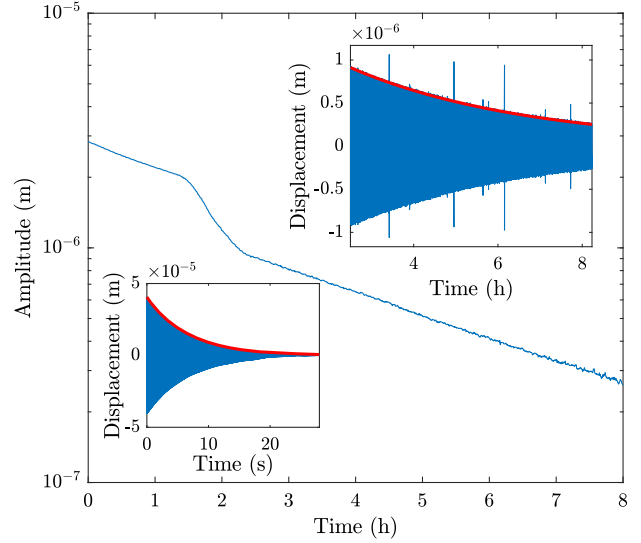 10^-5
10^-6
10^-7
Amplitude (m)
0 1 2 3 4 5 6 7 8
Time (h)
×10^-6
1
0.5
0
-0.5
-1
Displacement (m)
4 6 8
Time (h)
×10^-5
5
0
-5
Displacement (m)
0 10 20
Time (s)